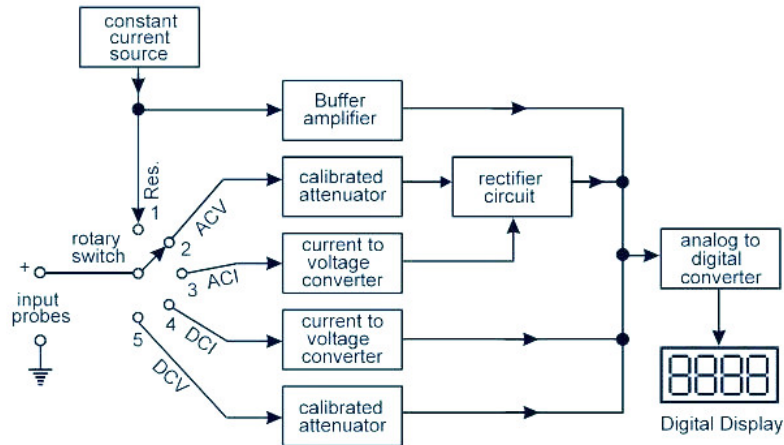 constant
current
source
Buffer
amplifier
Res.
1
calibrated
attenuator
rectifier
circuit
ACV
2
rotary
switch
+
input
probes
3
ACI
current to
voltage
converter
analog to
digital
converter
4
DCI
current to
voltage
converter
5
DCV
calibrated
attenuator
8888
Digital Display